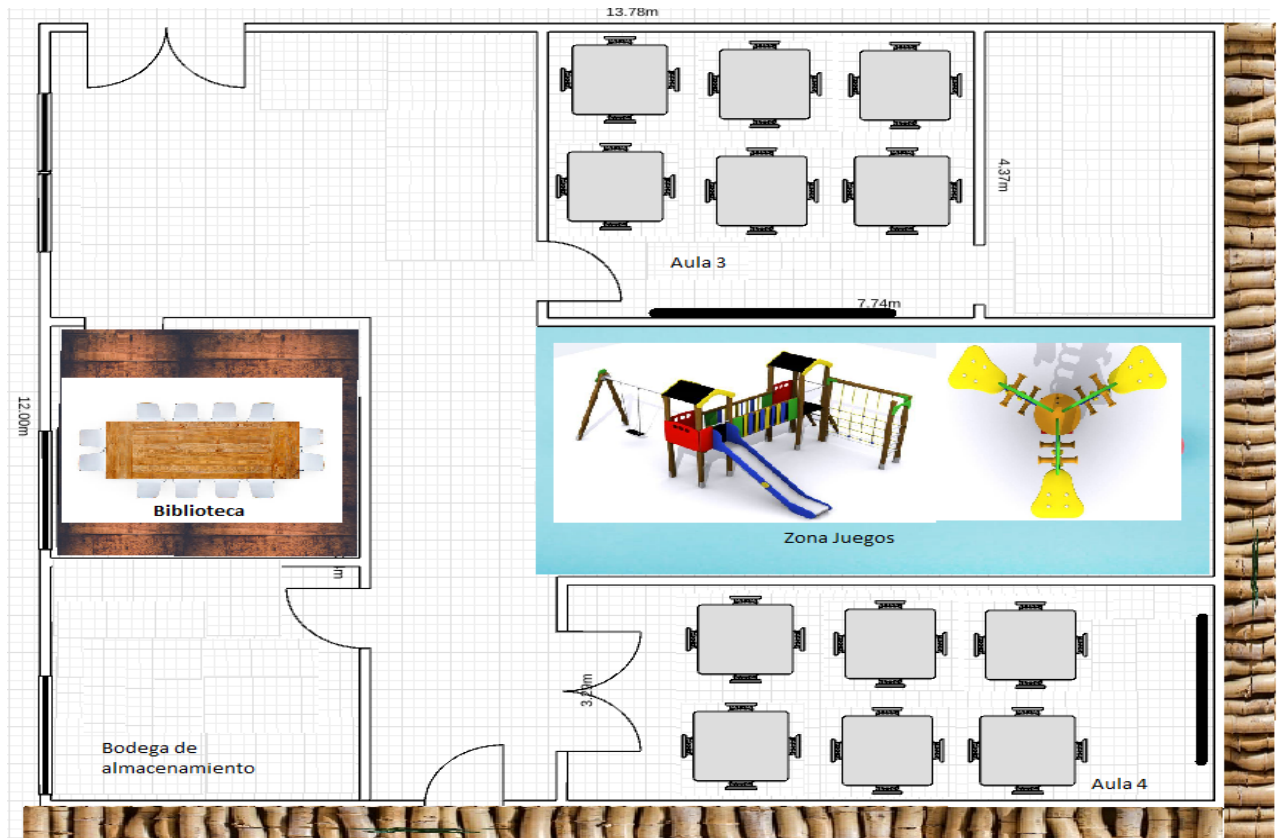 13.78m
4.37m
Aula 3
7.74m
12.00m
Biblioteca
Zona Juegos
Bodega de
almacenamiento
Aula 4